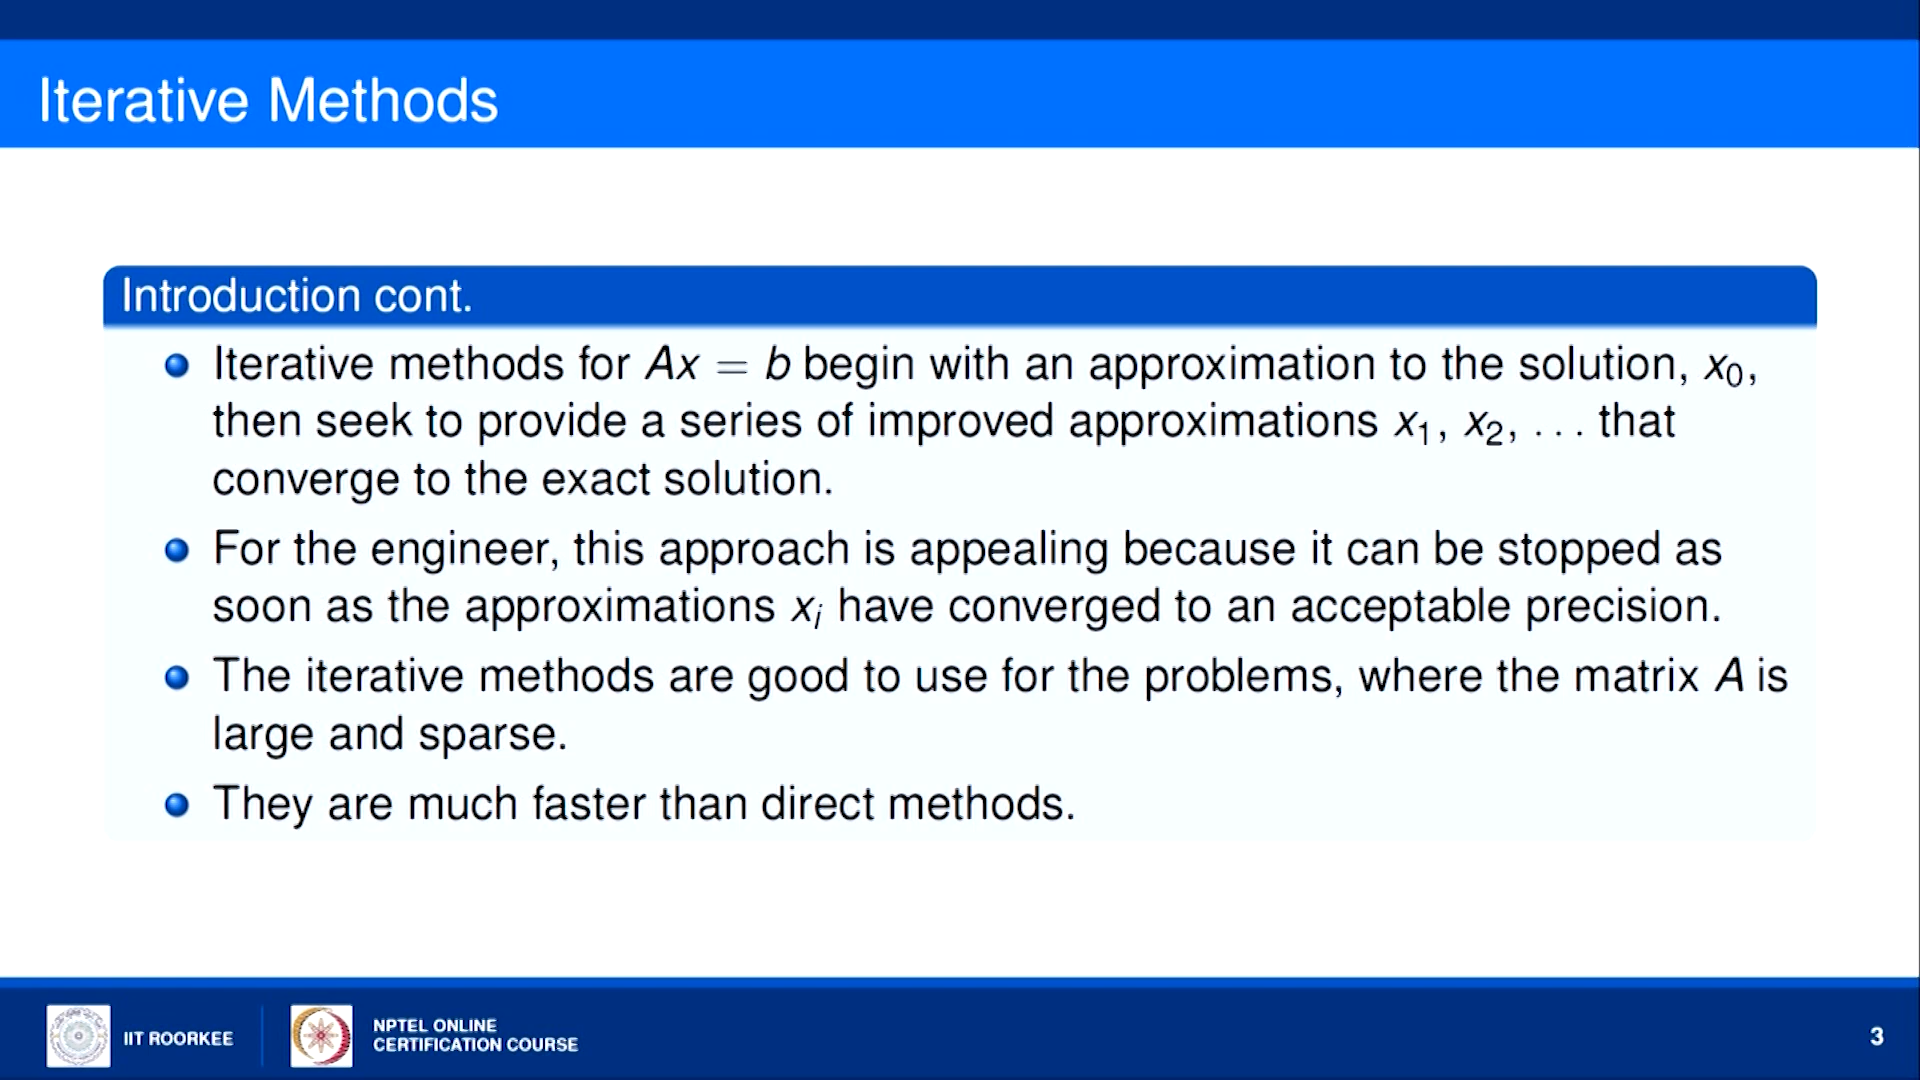 Iterative Methods
Introduction cont.
Iterative methods for Ax = b begin with an approximation to the solution, x₀,
then seek to provide a series of improved approximations x₁, x₂, . . . that
converge to the exact solution.
For the engineer, this approach is appealing because it can be stopped as
soon as the approximations xᵢ have converged to an acceptable precision.
The iterative methods are good to use for the problems, where the matrix A is
large and sparse.
They are much faster than direct methods.
IIT ROORKEE
NPTEL ONLINE
CERTIFICATION COURSE
3